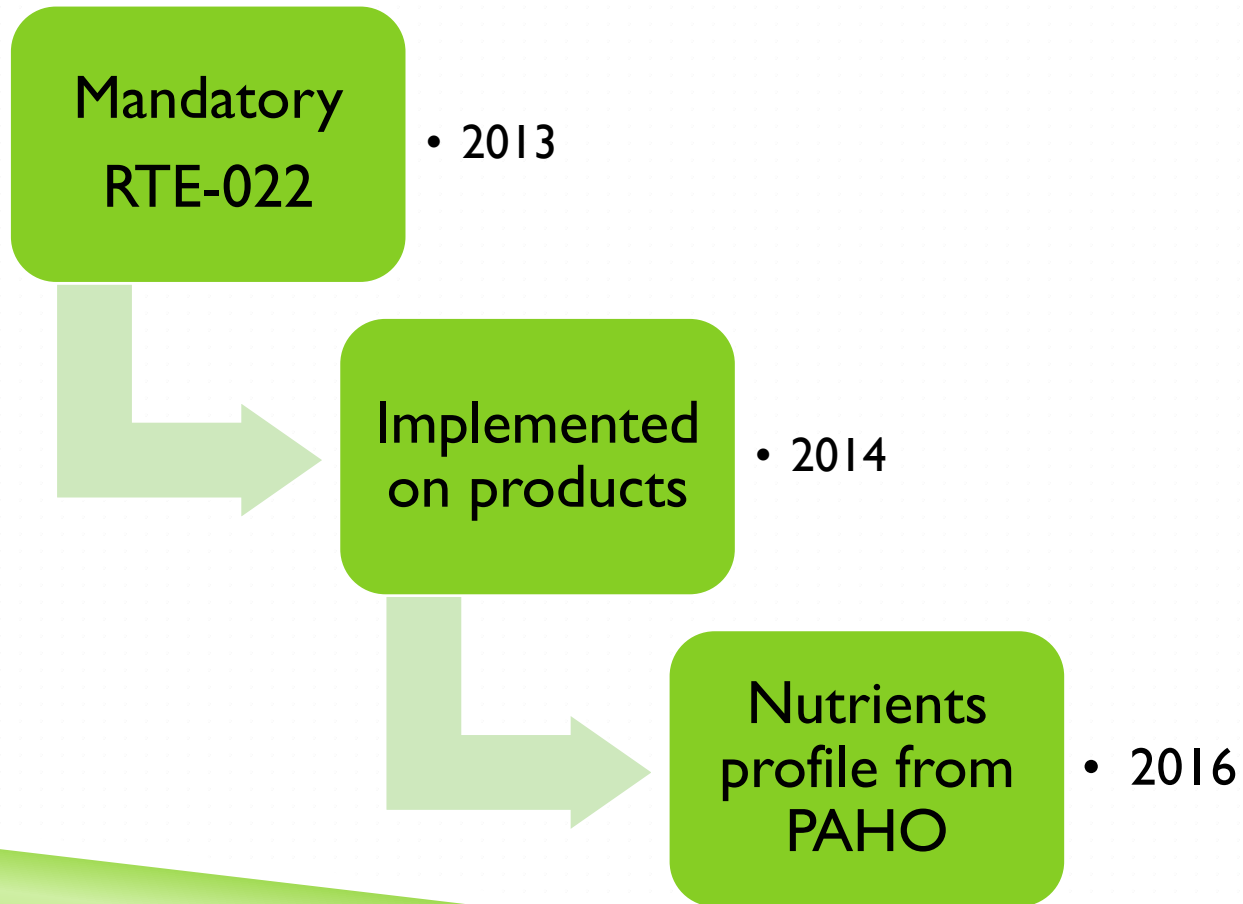 Mandatory
RTE-022
• 2013
Implemented
on products
• 2014
Nutrients
profile from
PAHO
• 2016